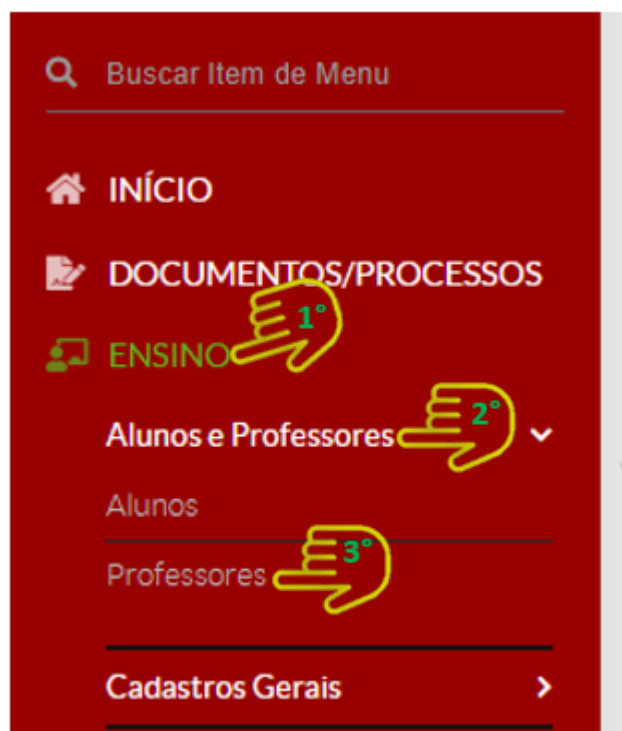 Buscar Item de Menu
INÍCIO
DOCUMENTOS/PROCESSOS
1°
ENSINO
2°
Alunos e Professores
Alunos
3°
Professores
Cadastros Gerais